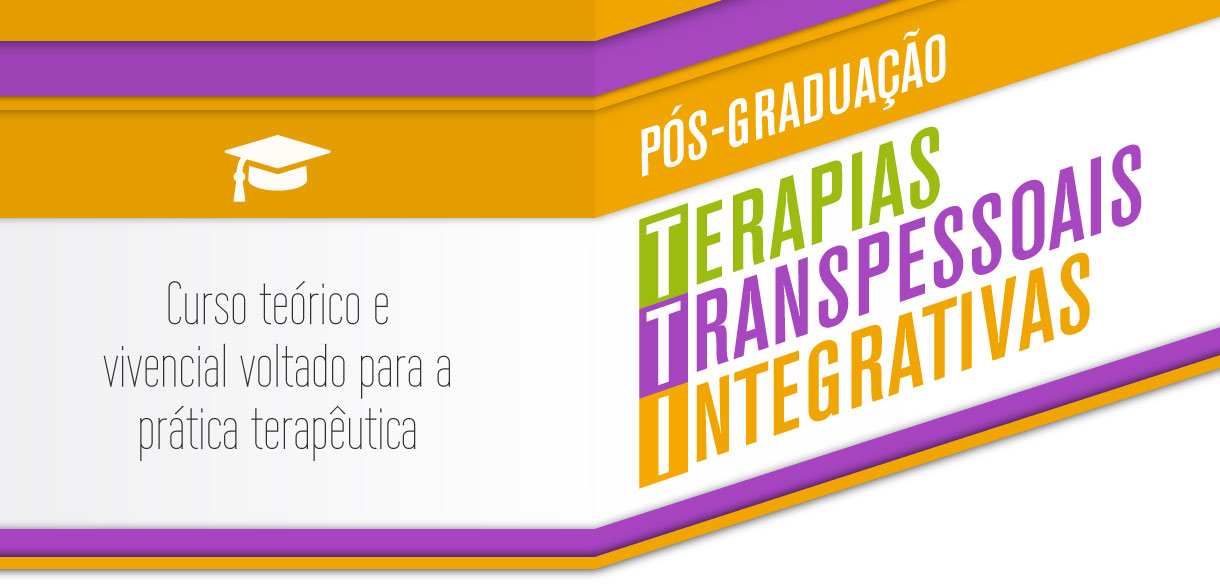 Curso teórico e
vivencial voltado para a
prática terapêutica
PÓS-GRADUAÇÃO
TERAPIAS
TRANSPESSOAIS
INTEGRATIVAS